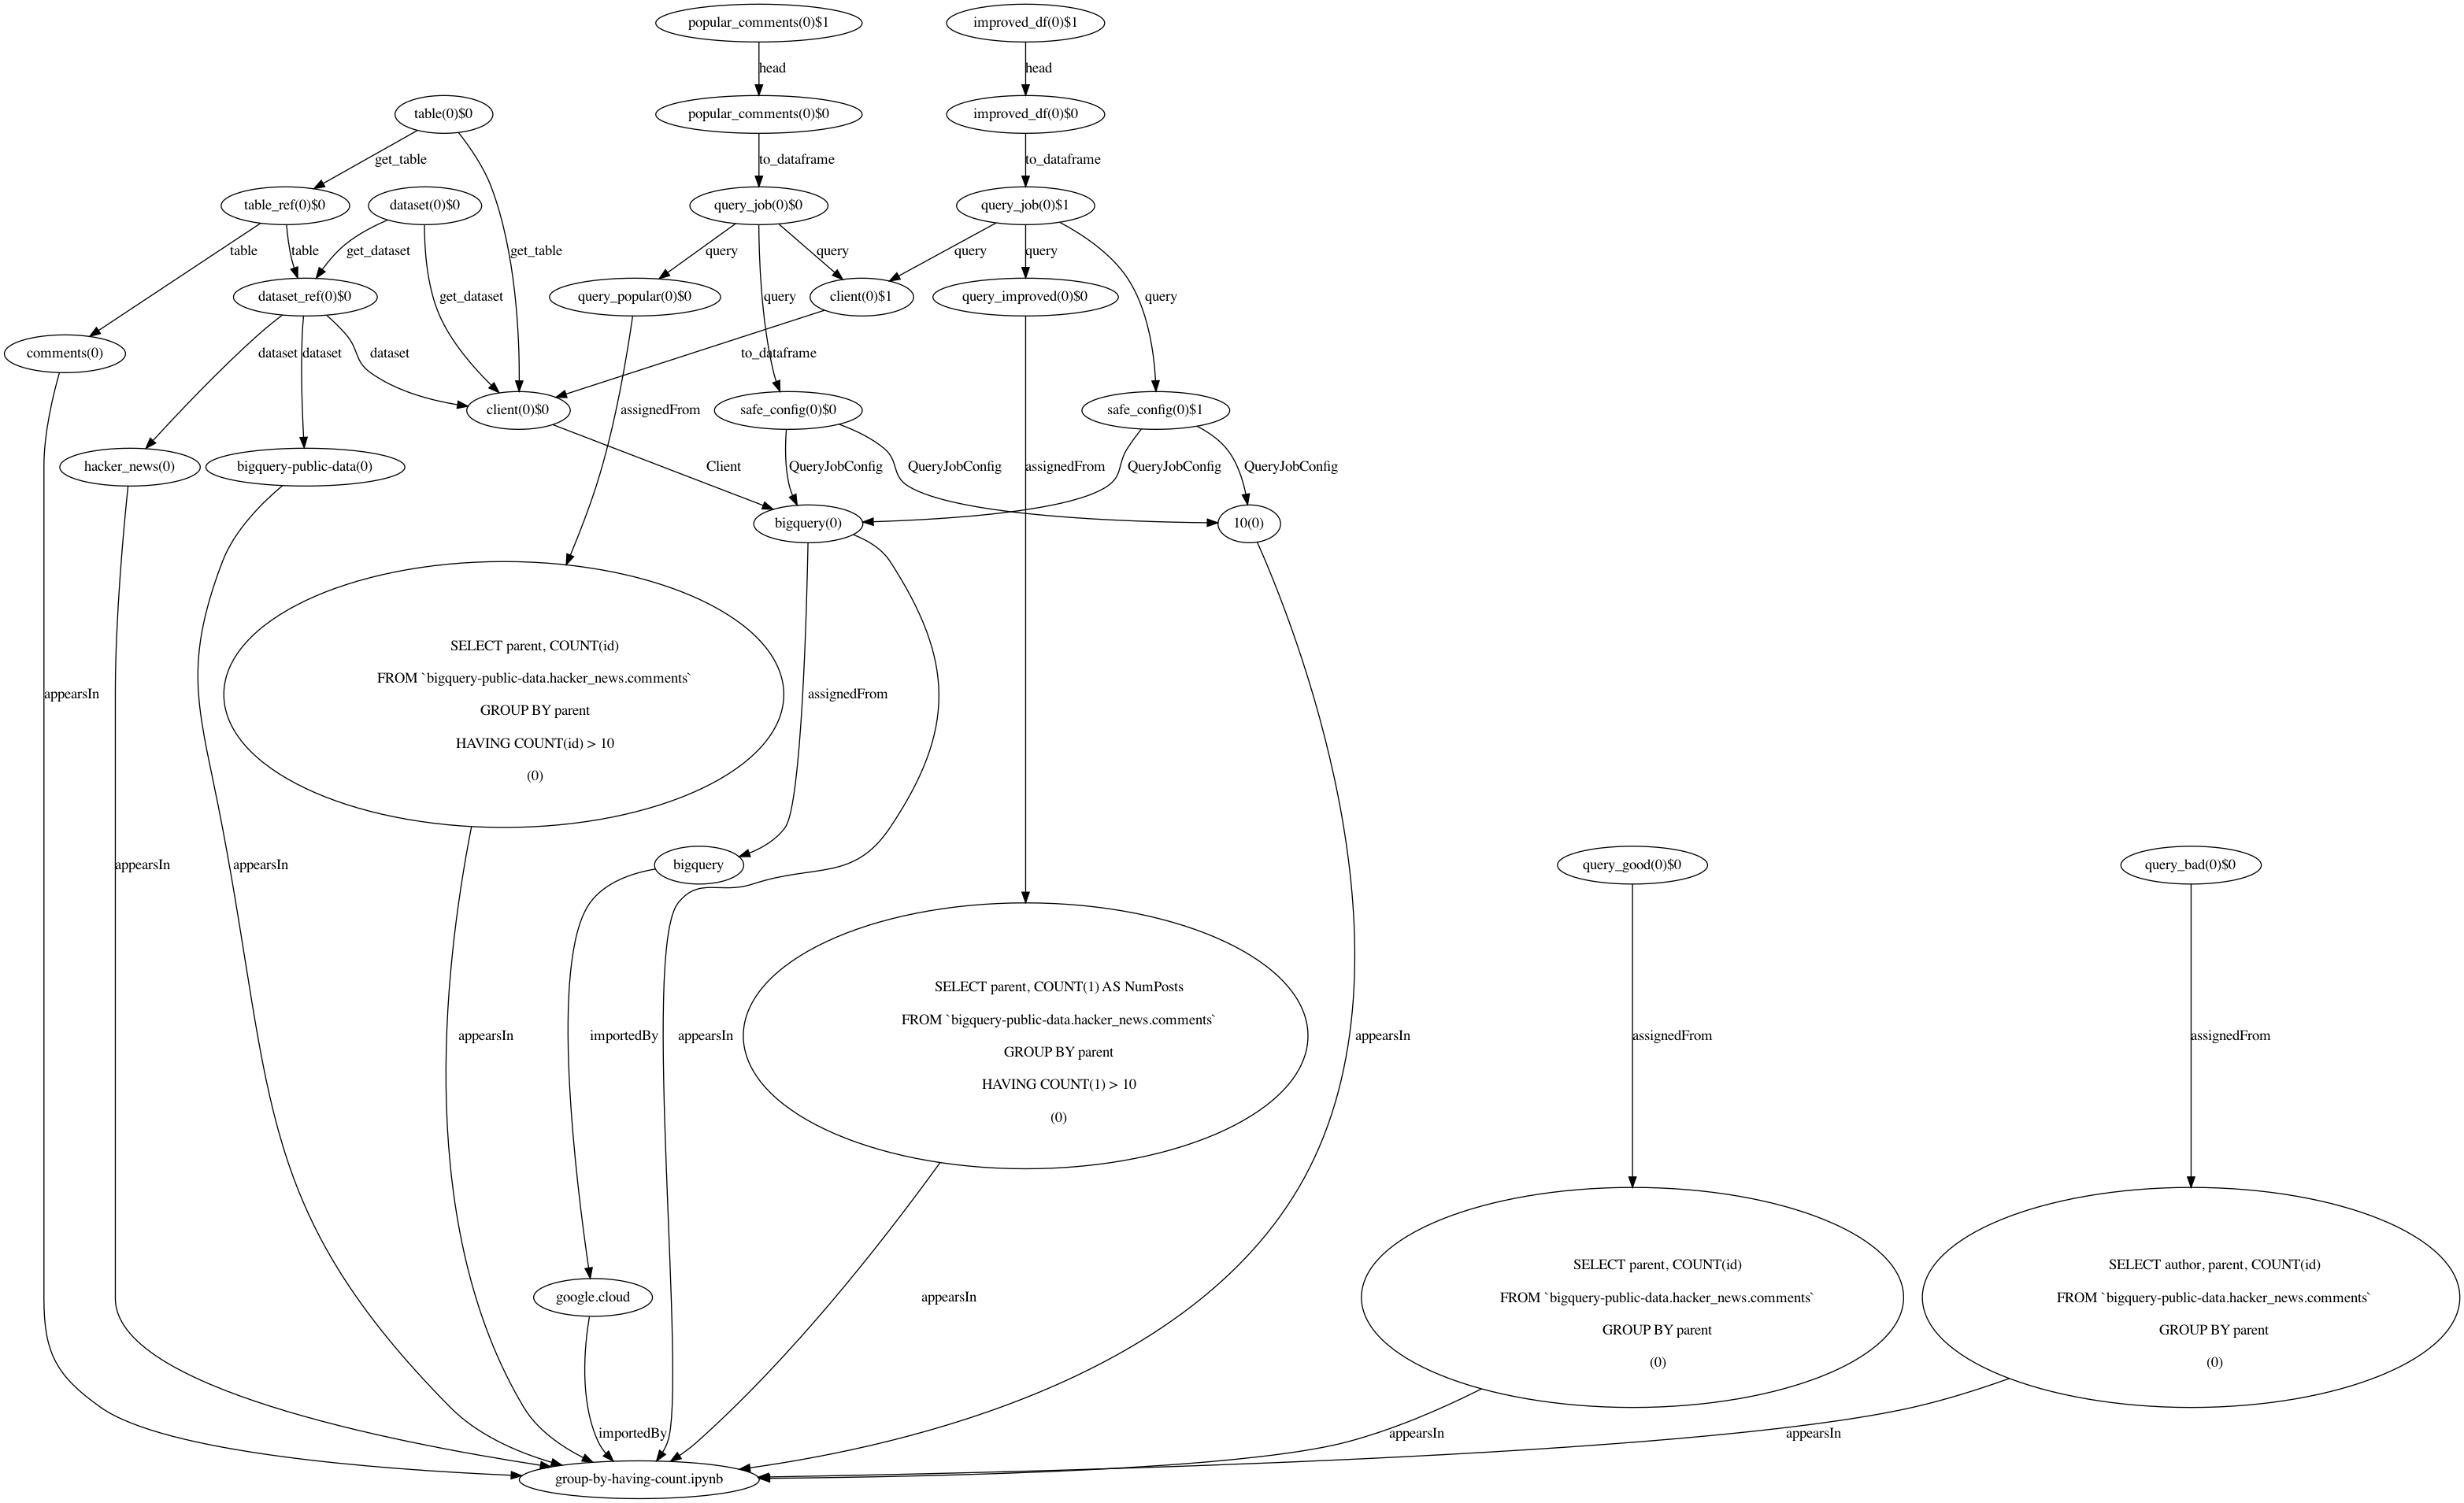 popular_comments(0)$1
improved_df(0)$1
head
head
table(0)$0
popular_comments(0)$0
improved_df(0)$0
get_table
to_dataframe
to_dataframe
table_ref(0)$0
dataset(0)$0
query_job(0)$0
query_job(0)$1
table
table
get_dataset
get_table
query
query
query
query
dataset_ref(0)$0
get_dataset
query_popular(0)$0
query
client(0)$1
query_improved(0)$0
query
comments(0)
dataset
dataset
dataset
to_dataframe
client(0)$0
assignedFrom
safe_config(0)$0
safe_config(0)$1
hacker_news(0)
bigquery-public-data(0)
Client
QueryJobConfig
QueryJobConfig
assignedFrom
QueryJobConfig
QueryJobConfig
bigquery(0)
10(0)
SELECT parent, COUNT(id)
FROM `bigquery-public-data.hacker_news.comments`
GROUP BY parent
HAVING COUNT(id) > 10
(0)
appearsIn
assignedFrom
appearsIn
appearsIn
bigquery
query_good(0)$0
query_bad(0)$0
SELECT parent, COUNT(1) AS NumPosts
FROM `bigquery-public-data.hacker_news.comments`
GROUP BY parent
HAVING COUNT(1) > 10
(0)
appearsIn
importedBy
appearsIn
appearsIn
assignedFrom
assignedFrom
google.cloud
appearsIn
SELECT parent, COUNT(id)
FROM `bigquery-public-data.hacker_news.comments`
GROUP BY parent
(0)
SELECT author, parent, COUNT(id)
FROM `bigquery-public-data.hacker_news.comments`
GROUP BY parent
(0)
importedBy
appearsIn
appearsIn
group-by-having-count.ipynb